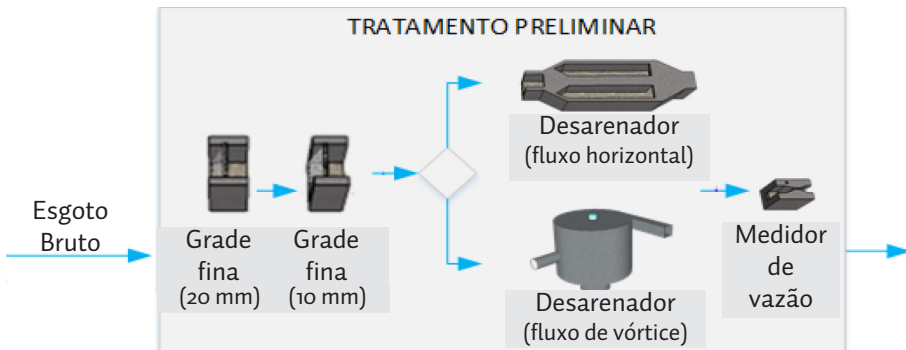 TRATAMENTO PRELIMINAR
Desarenador
(fluxo horizontal)
Esgoto
Bruto
Grade
fina
(20 mm)
Grade
fina
(10 mm)
Desarenador
(fluxo de vórtice)
Medidor
de
vazão